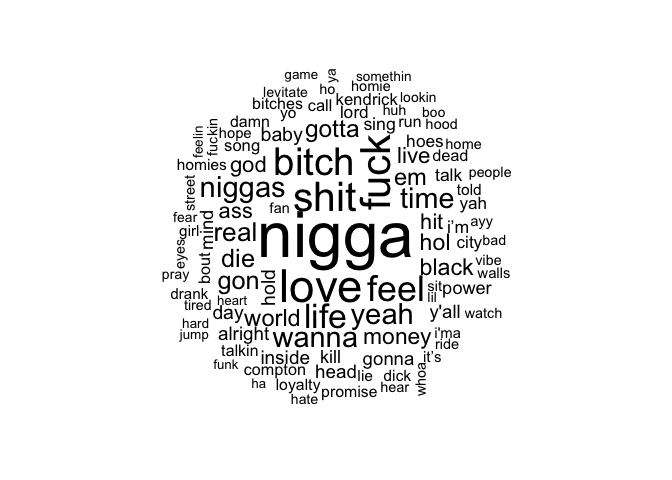 game ya somethin
levitate ho homie
bitches call kendrick lookin
yo lord huh boo
damn baby gotta sing run hood
feelin fuckin hope song bitch fuck hoes home
homies god live dead
em talk people
street niggas shit time told
fear ass fan yah
girl mind real nigga hit i'm ayy
eyes hol city bad
bout die black vibe
pray gon hold love feel walls
drank heart sit power
tired lil
day world life yeah y'all watch
hard jump alright wanna money i'ma
talkin ride
funk inside kill gonna it's
compton head lie dick whoa
ha loyalty promise hear
hate